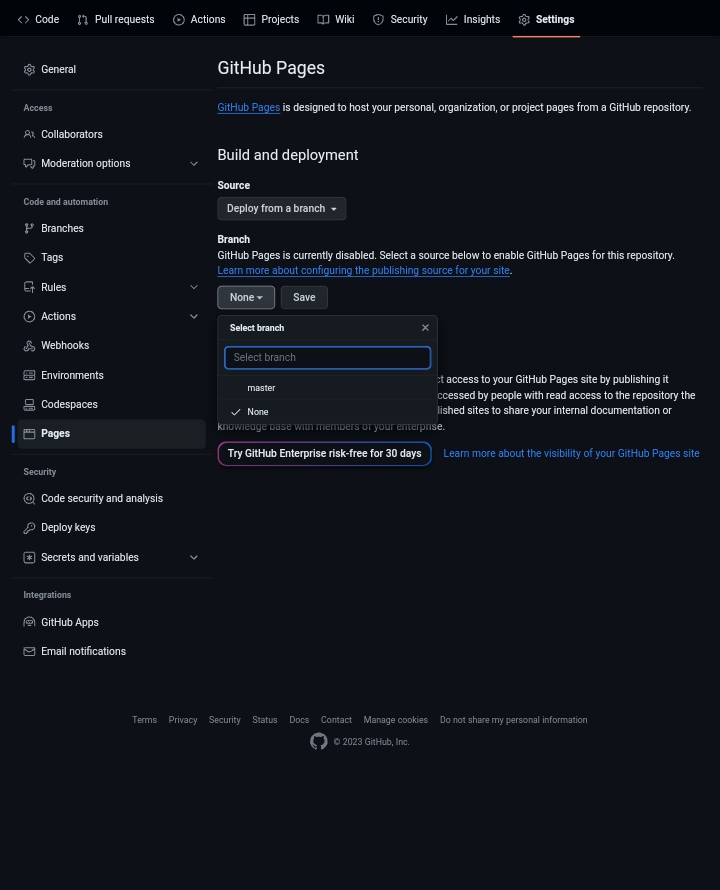 Code Pull requests Actions Projects Wiki Security Insights Settings
General
Access
Collaborators
Moderation options
Code and automation
Branches
Tags
Rules
Actions
Webhooks
Environments
Codespaces
Pages
Security
Code security and analysis
Deploy keys
Secrets and variables
Integrations
GitHub Apps
Email notifications
GitHub Pages
GitHub Pages is designed to host your personal, organization, or project pages from a GitHub repository.
Build and deployment
Source
Deploy from a branch
Branch
GitHub Pages is currently disabled. Select a source below to enable GitHub Pages for this repository.
Learn more about configuring the publishing source for your site.
None Save
Select branch
Select branch
master
None
access to your GitHub Pages site by publishing it
by people with read access to the repository the
sites to share your internal documentation or
knowledge base with members of your enterprise.
Try GitHub Enterprise risk-free for 30 days Learn more about the visibility of your GitHub Pages site
Terms Privacy Security Status Docs Contact Manage cookies Do not share my personal information
© 2023 GitHub, Inc.